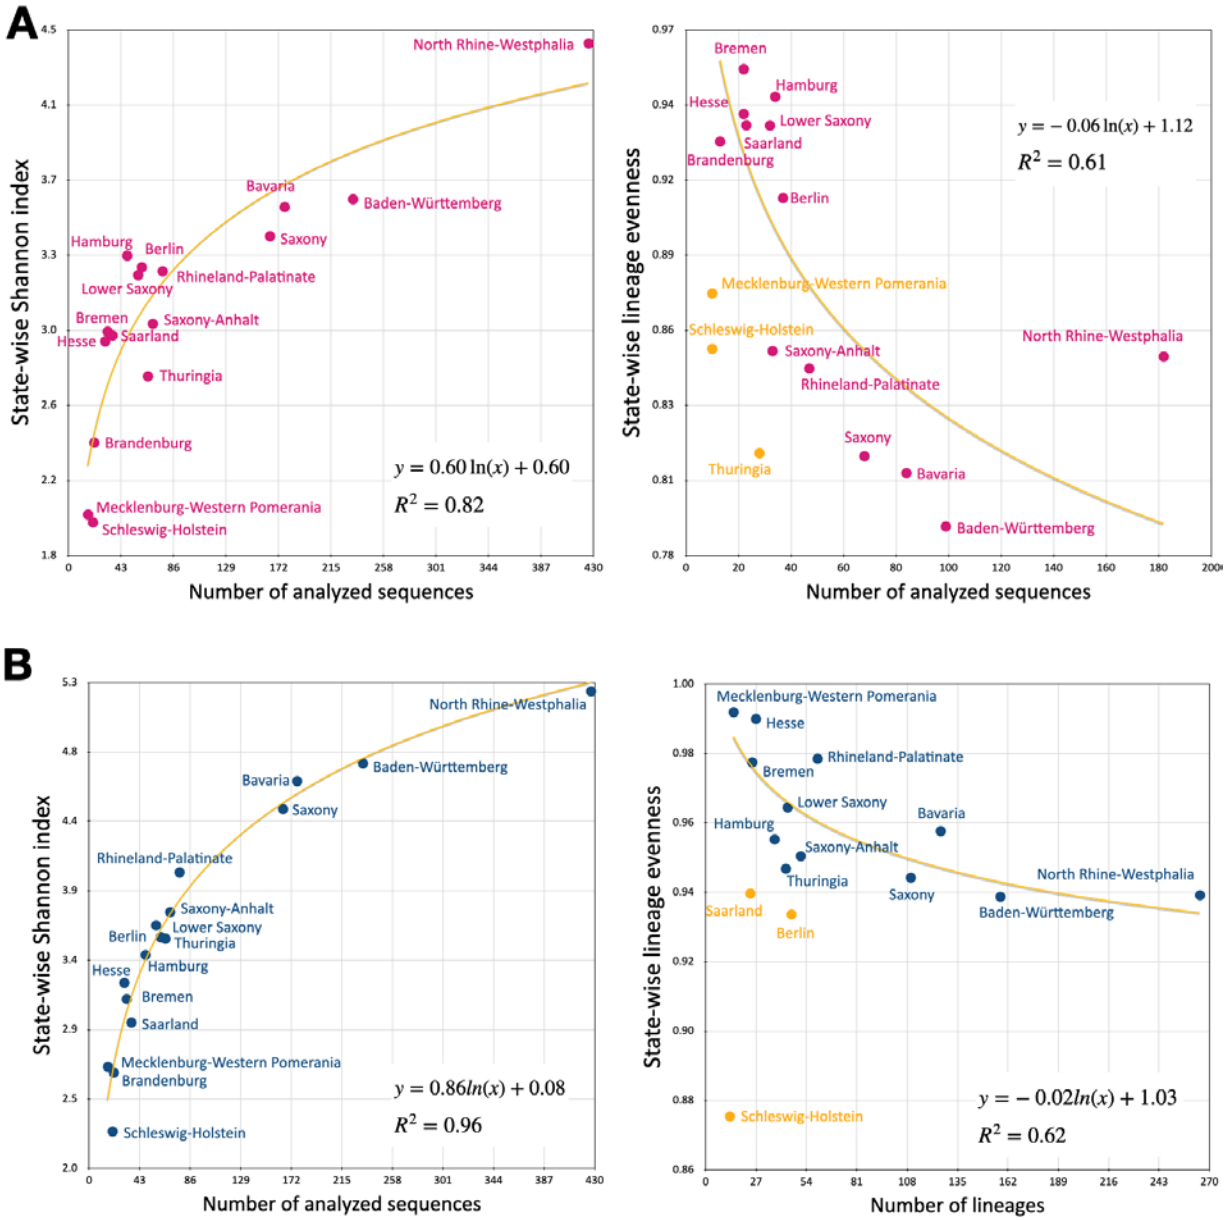 A
4.5
4.1
3.7
3.3
3.0
2.6
2.2
1.8
State-wise Shannon index
North Rhine-Westphalia
Bavaria
Baden-Württemberg
Saxony
Hamburg
Berlin
Rhineland-Palatinate
Lower Saxony
Bremen
Saxony-Anhalt
Saarland
Hesse
Thuringia
Brandenburg
Mecklenburg-Western Pomerania
Schleswig-Holstein
y = 0.60 ln(x) + 0.60
R² = 0.82
0 43 86 129 172 215 258 301 344 387 430
Number of analyzed sequences
0.97
0.94
0.92
0.89
0.86
0.83
0.81
0.78
State-wise lineage evenness
Bremen
Hamburg
Hesse
Lower Saxony
Saarland
Brandenburg
Berlin
Mecklenburg-Western Pomerania
Schleswig-Holstein
North Rhine-Westphalia
Saxony-Anhalt
Rhineland-Palatinate
Saxony
Thuringia
Bavaria
Baden-Württemberg
y = − 0.06 ln(x) + 1.12
R² = 0.61
0 20 40 60 80 100 120 140 160 180
Number of analyzed sequences
B
5.3
4.8
4.4
3.9
3.4
2.9
2.5
2.0
State-wise Shannon index
North Rhine-Westphalia
Baden-Württemberg
Bavaria
Saxony
Rhineland-Palatinate
Saxony-Anhalt
Lower Saxony
Berlin
Thuringia
Hamburg
Hesse
Bremen
Saarland
Mecklenburg-Western Pomerania
Brandenburg
Schleswig-Holstein
y = 0.86ln(x) + 0.08
R² = 0.96
0 43 86 129 172 215 258 301 344 387 430
Number of analyzed sequences
1.00
0.98
0.96
0.94
0.92
0.90
0.88
0.86
State-wise lineage evenness
Mecklenburg-Western Pomerania
Hesse
Rhineland-Palatinate
Bremen
Lower Saxony
Bavaria
Hamburg
Saxony-Anhalt
Thuringia
North Rhine-Westphalia
Saxony
Saarland
Baden-Württemberg
Berlin
Schleswig-Holstein
y = − 0.02ln(x) + 1.03
R² = 0.62
0 27 54 81 108 135 162 189 216 243 270
Number of lineages